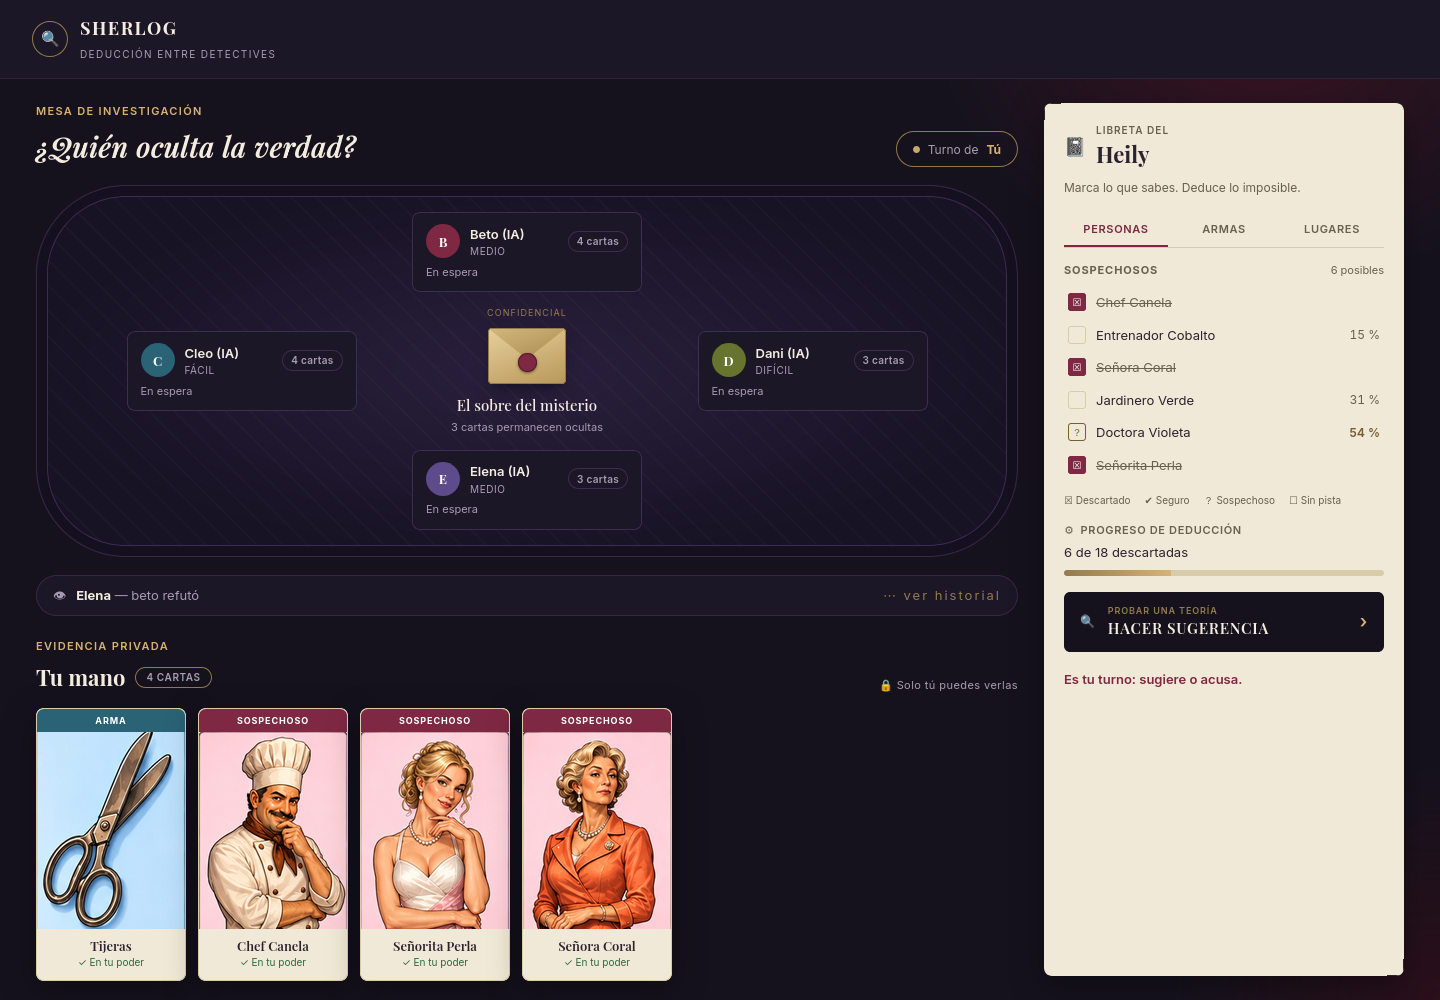 SHERLOG
DEDUCCIÓN ENTRE DETECTIVES
MESA DE INVESTIGACIÓN
¿Quién oculta la verdad?
Turno de Tú
B
Beto (IA)
MEDIO
4 cartas
En espera
C
Cleo (IA)
FÁCIL
4 cartas
En espera
CONFIDENCIAL
El sobre del misterio
3 cartas permanecen ocultas
D
Dani (IA)
DIFÍCIL
3 cartas
En espera
E
Elena (IA)
MEDIO
3 cartas
En espera
Elena — beto refutó
··· ver historial
EVIDENCIA PRIVADA
Tu mano
4 CARTAS
🔒 Solo tú puedes verlas
ARMA
Tijeras
✓ En tu poder
SOSPECHOSO
Chef Canela
✓ En tu poder
SOSPECHOSO
Señorita Perla
✓ En tu poder
SOSPECHOSO
Señora Coral
✓ En tu poder
LIBRETA DEL
Heily
Marca lo que sabes. Deduce lo imposible.
PERSONAS ARMAS LUGARES
SOSPECHOSOS 6 posibles
☒ Chef Canela
Entrenador Cobalto 15 %
☒ Señora Coral
Jardinero Verde 31 %
? Doctora Violeta 54 %
☒ Señorita Perla
☒ Descartado ✔ Seguro ? Sospechoso ☐ Sin pista
⚙ PROGRESO DE DEDUCCIÓN
6 de 18 descartadas
PROBAR UNA TEORÍA
HACER SUGERENCIA ›
Es tu turno: sugiere o acusa.